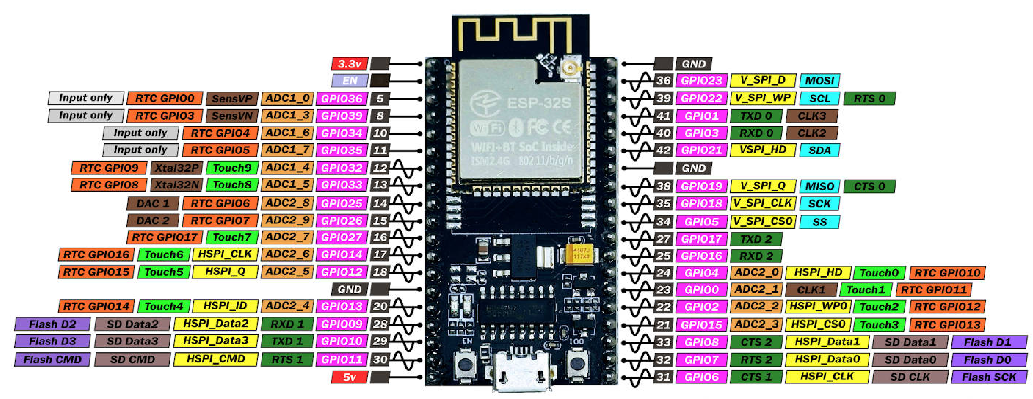 3.3v GND
EN 36 GPIO23 V_SPI_D MOSI
Input only RTC GPIO0 SensVP ADC1_0 GPIO36 5 39 GPIO22 V_SPI_WP SCL RTS 0
Input only RTC GPIO3 SensVN ADC1_3 GPIO39 8 41 GPIO1 TXD 0 CLK3
Input only RTC GPIO4 ADC1_6 GPIO34 10 40 GPIO3 RXD 0 CLK2
Input only RTC GPIO5 ADC1_7 GPIO35 11 42 GPIO21 VSPI_HD SDA
RTC GPIO9 Xtal32P Touch9 ADC1_4 GPIO32 12 GND
RTC GPIO8 Xtal32N Touch8 ADC1_5 GPIO33 13 38 GPIO19 V_SPI_Q MISO CTS 0
DAC 1 RTC GPIO6 ADC2_8 GPIO25 14 35 GPIO18 V_SPI_CLK SCK
DAC 2 RTC GPIO7 ADC2_9 GPIO26 15 34 GPIO5 V_SPI_CS0 SS
RTC GPIO17 Touch7 ADC2_7 GPIO27 16 27 GPIO17 TXD 2
RTC GPIO16 Touch6 HSPI_CLK ADC2_6 GPIO14 17 25 GPIO16 RXD 2
RTC GPIO15 Touch5 HSPI_Q ADC2_5 GPIO12 18 24 GPIO4 ADC2_0 HSPI_HD Touch0 RTC GPIO10
GND 23 GPIO0 ADC2_1 CLK1 Touch1 RTC GPIO11
RTC GPIO14 Touch4 HSPI_ID ADC2_4 GPIO13 20 22 GPIO2 ADC2_2 HSPI_WP0 Touch2 RTC GPIO12
Flash D2 SD Data2 HSPI_Data2 RXD 1 GPIO09 28 21 GPIO15 ADC2_3 HSPI_CS0 Touch3 RTC GPIO13
Flash D3 SD Data3 HSPI_Data3 TXD 1 GPIO10 29 33 GPIO8 CTS 2 HSPI_Data1 SD Data1 Flash D1
Flash CMD SD CMD HSPI_CMD RTS 1 GPIO11 30 32 GPIO7 RTS 2 HSPI_Data0 SD Data0 Flash D0
5v 31 GPIO6 CTS 1 HSPI_CLK SD CLK Flash SCK
ESP-32S
WiFi FCC CE
WIFI+BT SoC Inside
ISM2.4G 802.11/b/g/n
EN IO0